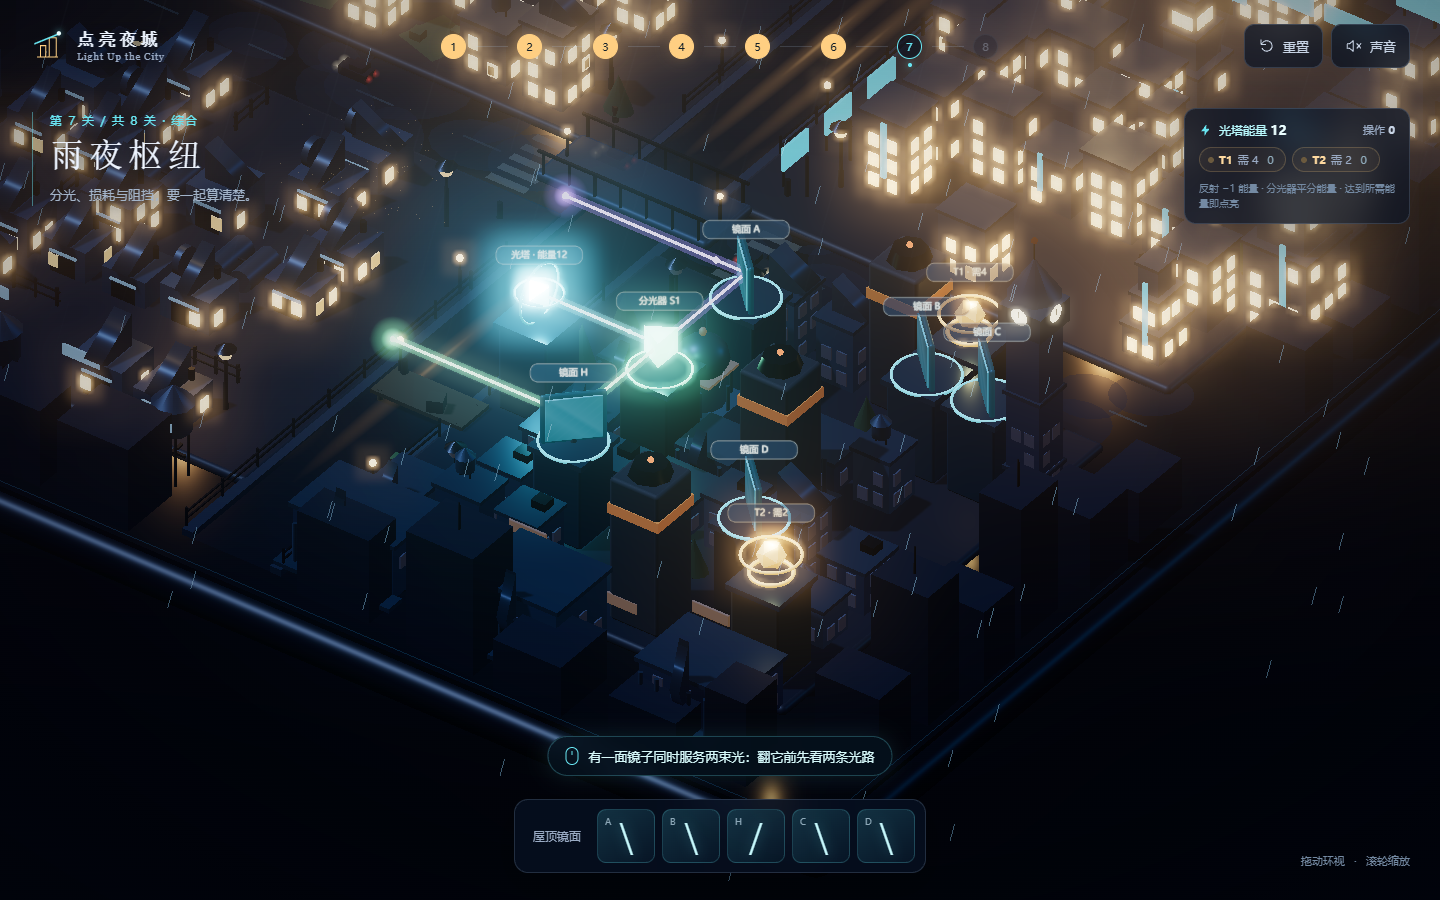 点亮夜城
Light Up the City
1 2 3 4 5 6 7 8
重置
声音
第 7 关 / 共 8 关 · 综合
雨夜枢纽
分光、损耗与阻挡，要一起算清楚。
光塔能量 12
操作 0
T1 需 4 0
T2 需 2 0
反射 −1 能量 · 分光器平分能量 · 达到所需能
量即点亮
镜面 A
光塔 · 能量12
T1 · 需4
分光器 S1
镜面 B
镜面 C
镜面 H
镜面 D
T2 · 需2
有一面镜子同时服务两束光：翻它前先看两条光路
屋顶镜面
A
B
H
C
D
拖动环视 · 滚轮缩放